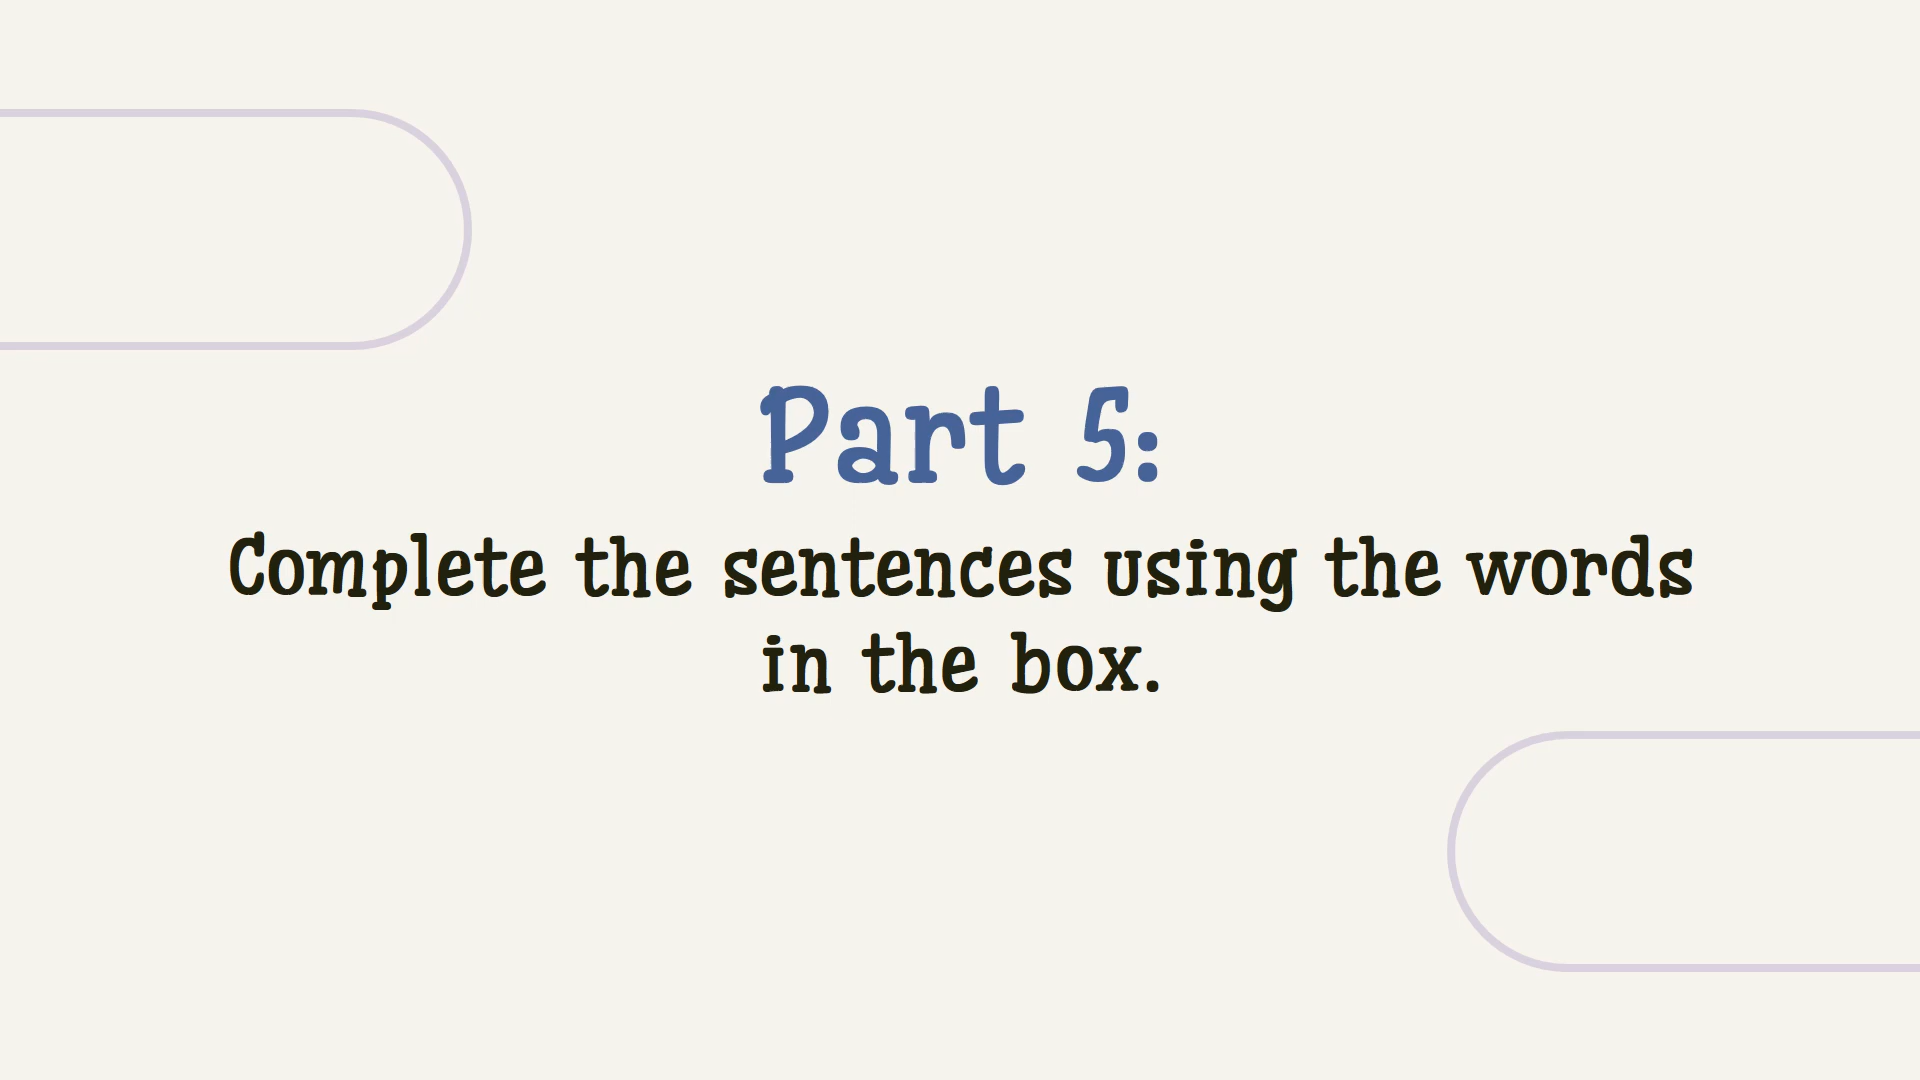 Part 5:
Complete the sentences using the words
in the box.